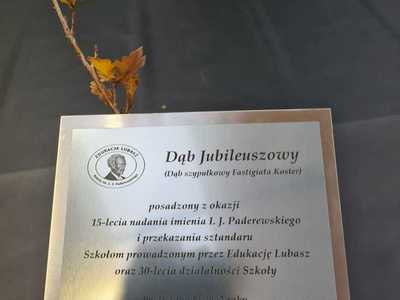 EDUKACJA LUBASZ
Dąb Jubileuszowy
(Dąb szypułkowy Fastigiata Koster)
posadzony z okazji
15-lecia nadania imienia I. J. Paderewskiego
i przekazania sztandaru
Szkołom prowadzonym przez Edukację Lubasz
oraz 30-lecia działalności Szkoły